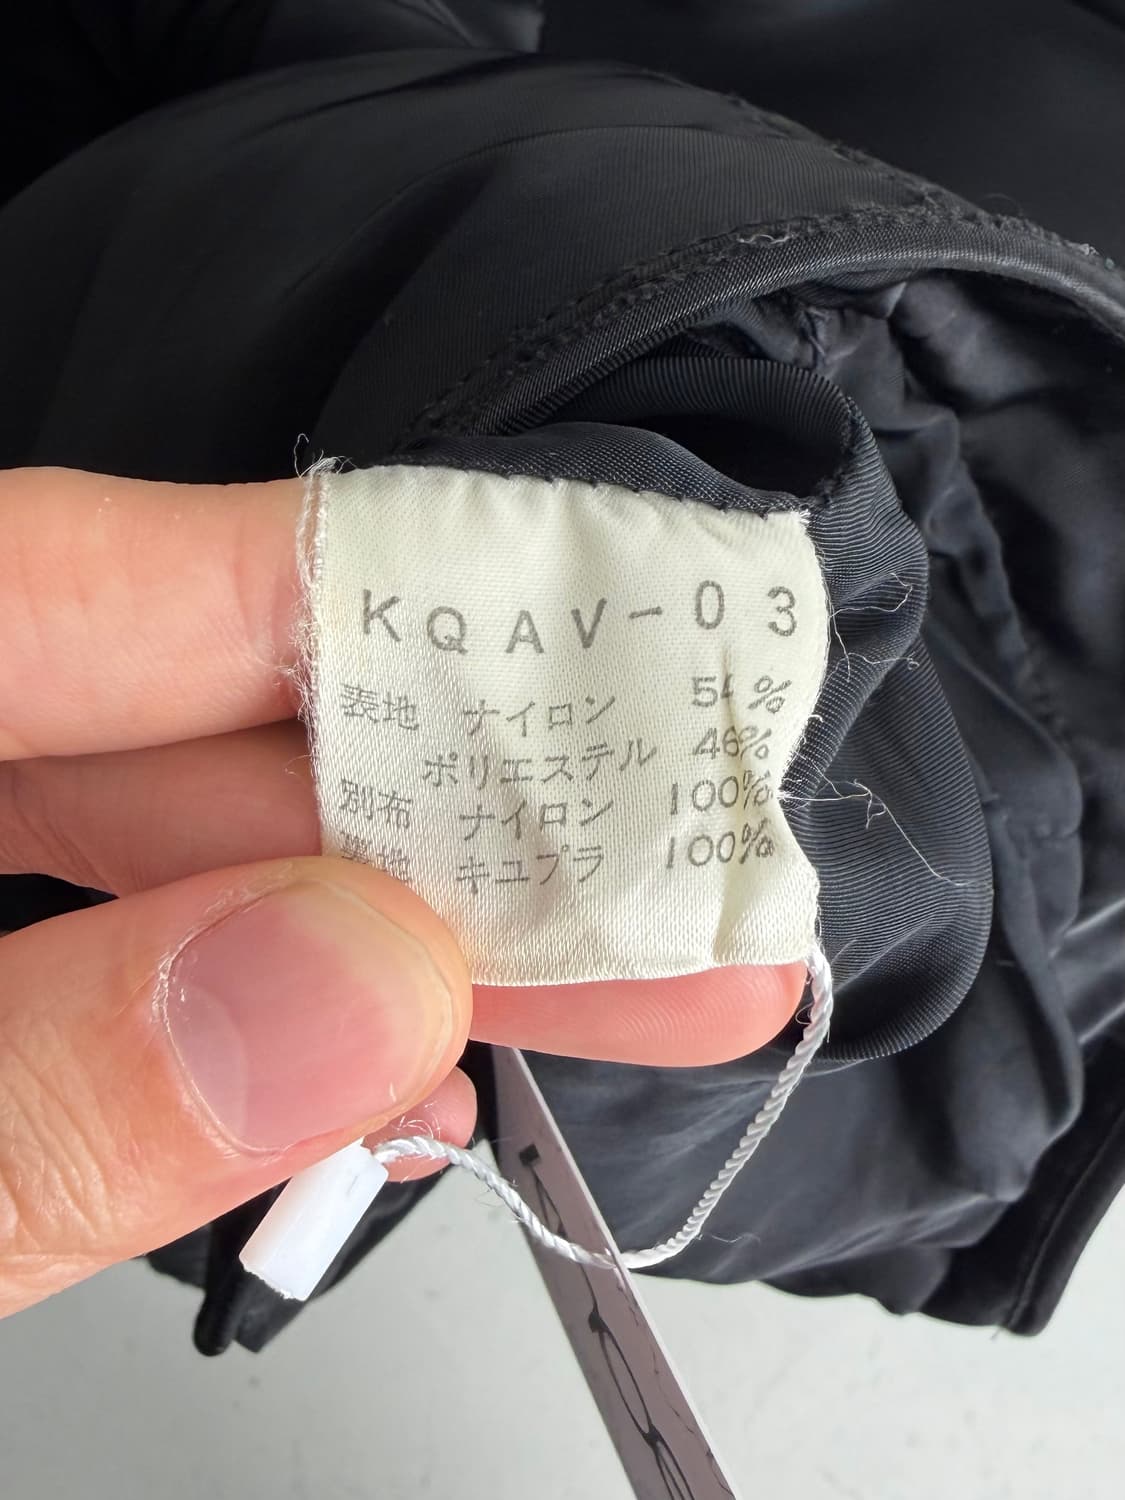 KQAV-03
表地 ナイロン 54%
ポリエステル 46%
別布 ナイロン 100%
裏地 キュプラ 100%